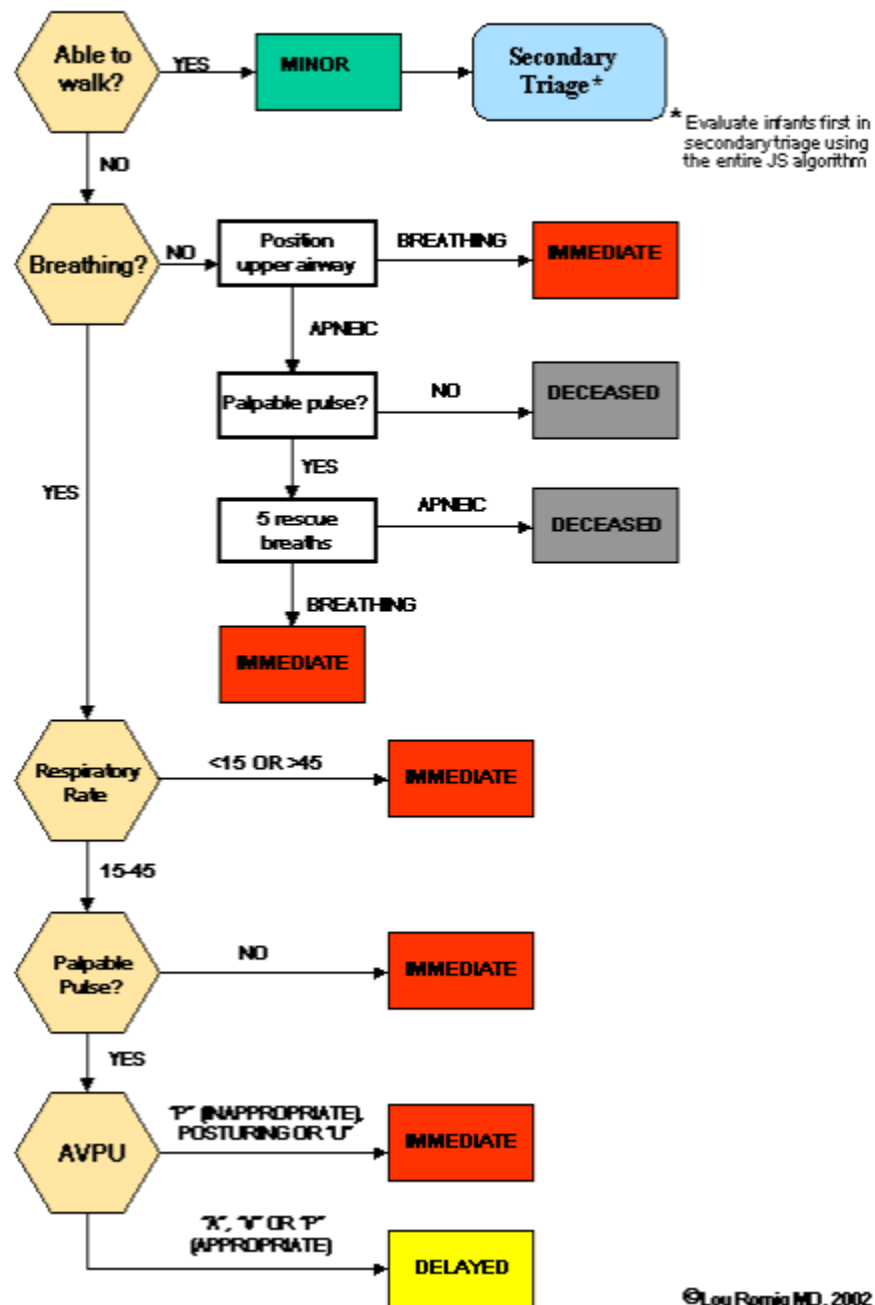 Able to
walk?
YES
MINOR
Secondary
Triage*
* Evaluate infants first in
secondary triage using
the entire JS algorithm
NO
Breathing?
NO
Position
upper airway
BREATHING
IMMEDIATE
APNEIC
Palpable pulse?
NO
DECEASED
YES
5 rescue
breaths
APNEIC
DECEASED
BREATHING
IMMEDIATE
YES
Respiratory
Rate
<15 OR >45
IMMEDIATE
15-45
Palpable
Pulse?
NO
IMMEDIATE
YES
AVPU
"P" (INAPPROPRIATE),
POSTURING OR "U"
IMMEDIATE
"A", "V" OR "P"
(APPROPRIATE)
DELAYED
©Lou Romig MD, 2002